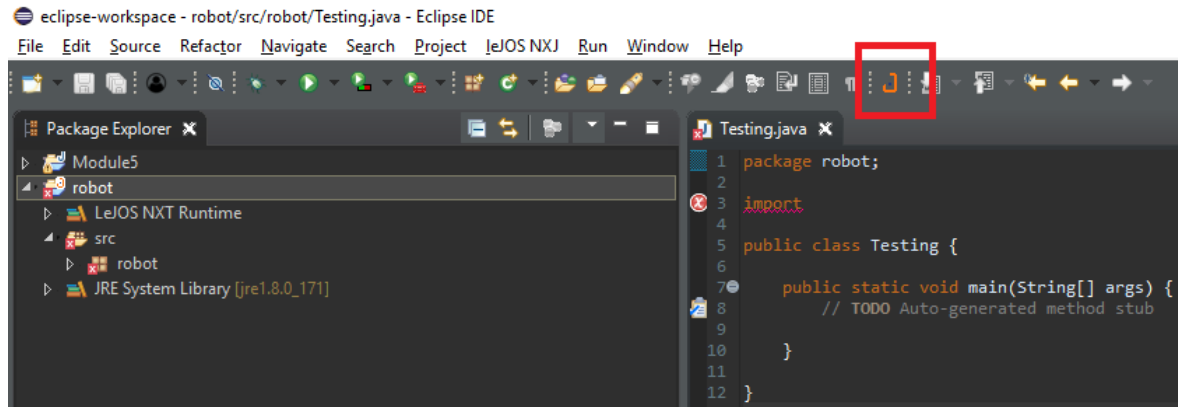 eclipse-workspace - robot/src/robot/Testing.java - Eclipse IDE
File Edit Source Refactor Navigate Search Project leJOS NXJ Run Window Help
Package Explorer
Module5
robot
LeJOS NXT Runtime
src
robot
JRE System Library [jre1.8.0_171]
Testing.java
1 package robot;
2
3 import
4
5 public class Testing {
6
7 public static void main(String[] args) {
8 // TODO Auto-generated method stub
9
10 }
11
12 }